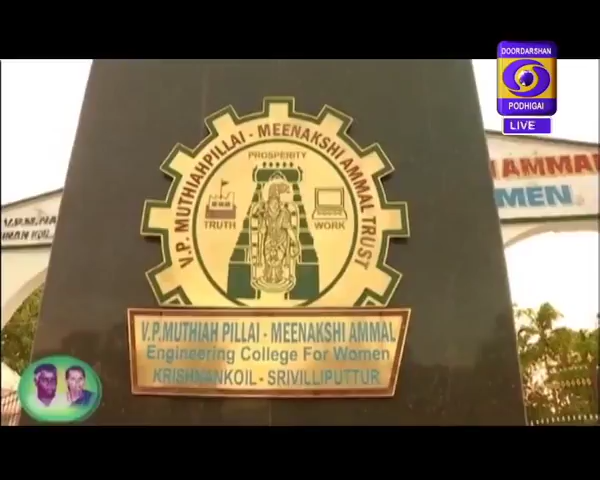 DOORDARSHAN
PODHIGAI
LIVE
V.P. MUTHIAHPILLAI - MEENAKSHI AMMAL TRUST
PROSPERITY
TRUTH
WORK
V.P.MUTHIAH PILLAI - MEENAKSHI AMMAL
Engineering College For Women
KRISHNANKOIL - SRIVILLIPUTTUR
AMMA
MEN